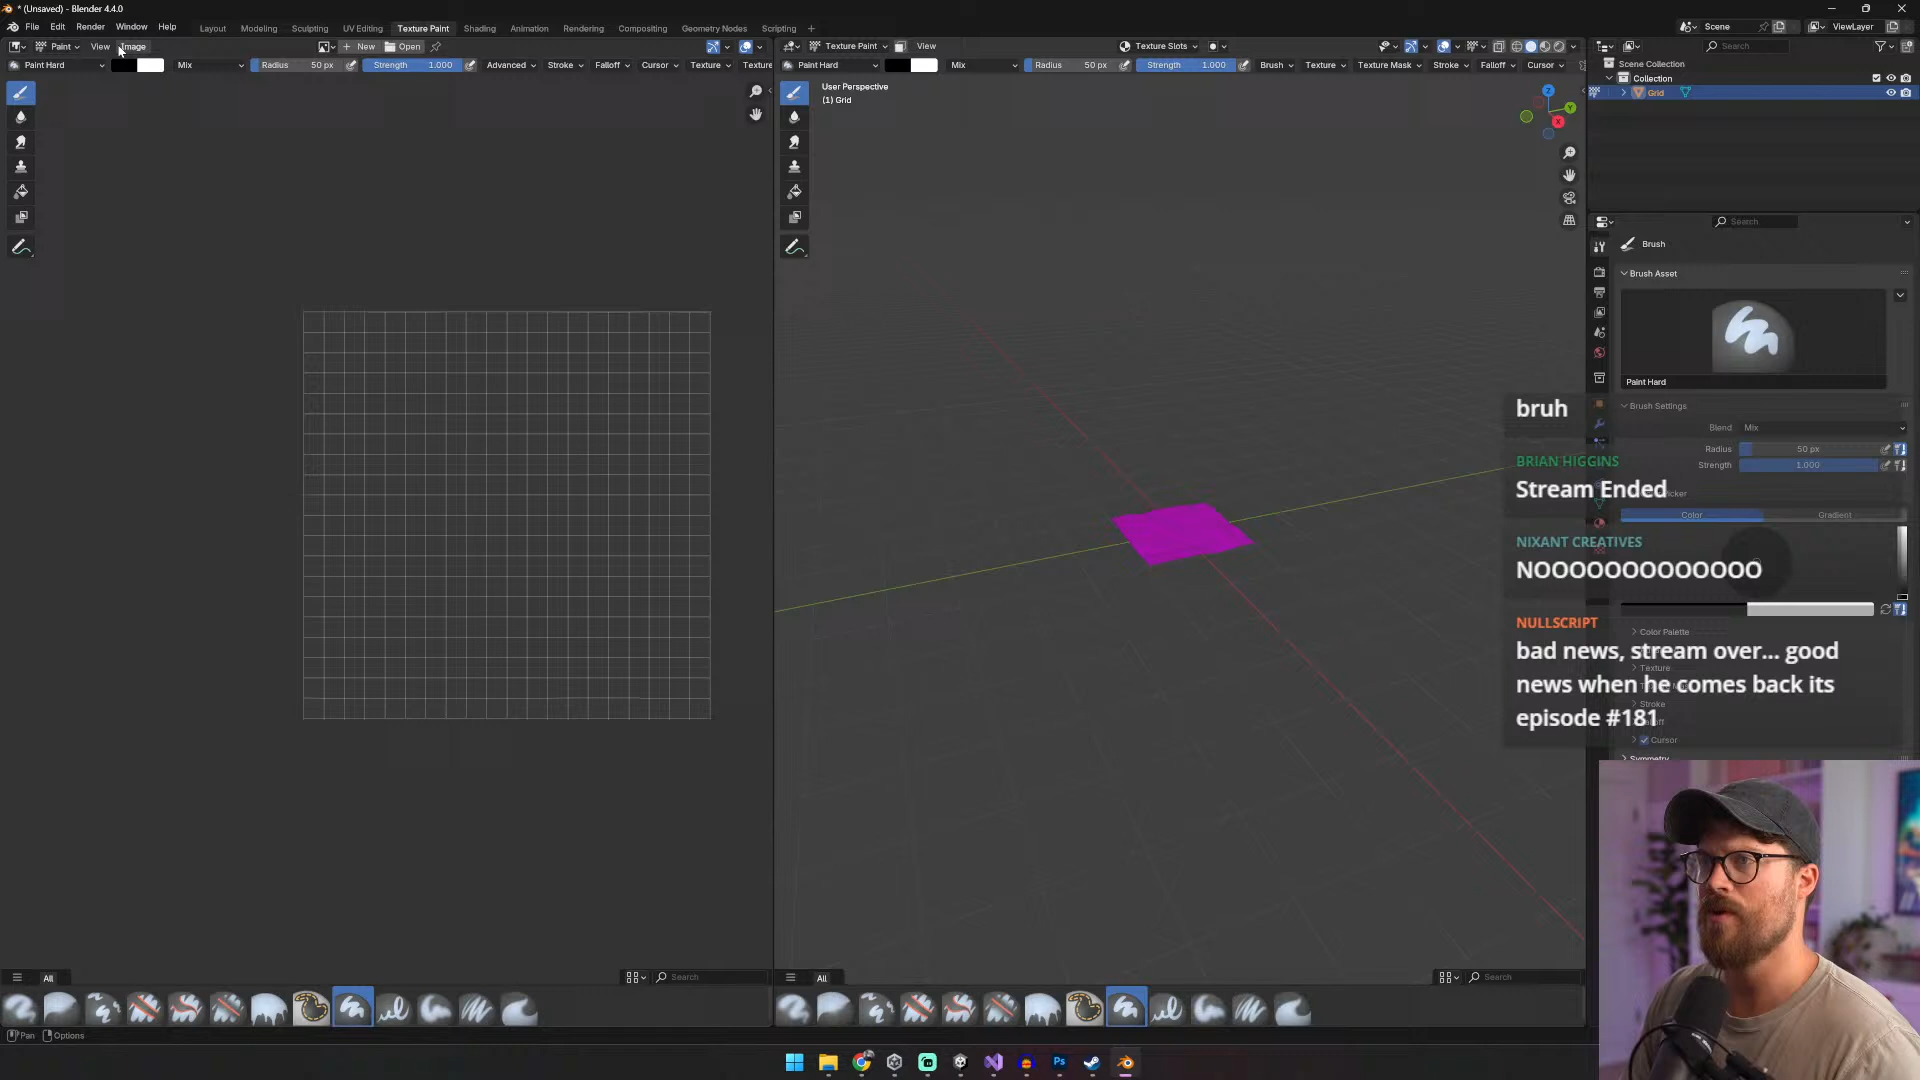 * (Unsaved) - Blender 4.4.0
File Edit Render Window Help
Layout Modeling Sculpting UV Editing Texture Paint Shading Animation Rendering Compositing Geometry Nodes Scripting +
Scene
ViewLayer
Paint View Image
New Open
Texture Paint View
Texture Slots
Search
Paint Hard Mix Radius 50 px Strength 1.000 Advanced Stroke Falloff Cursor Texture Texture
Paint Hard Mix Radius 50 px Strength 1.000 Brush Texture Texture Mask Stroke Falloff Cursor
Scene Collection
Collection
Grid
User Perspective
(1) Grid
Z
Y
X
Search
Brush
Brush Asset
Paint Hard
Brush Settings
Blend Mix
Radius 50 px
Strength 1.000
Color Gradient
Color Palette
Texture
Stroke
Cursor
Symmetry
bruh
BRIAN HIGGINS
Stream Ended
NIXANT CREATIVES
NOOOOOOOOOOOOO
NULLSCRIPT
bad news, stream over... good
news when he comes back its
episode #181
All
Search
All
Search
Pan Options